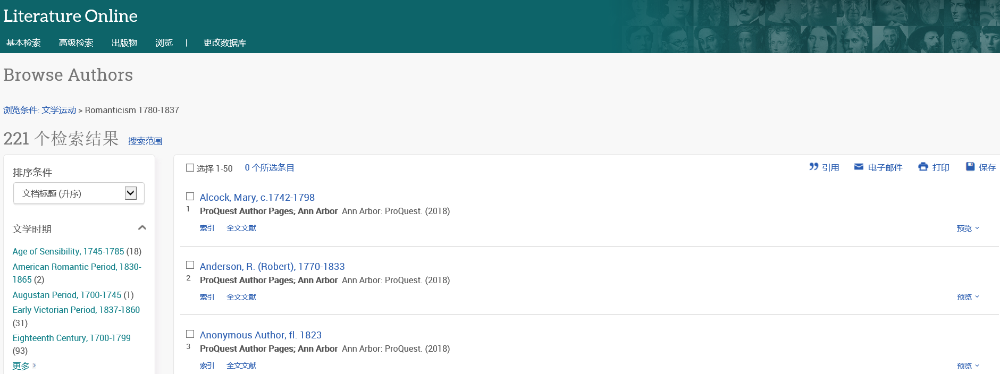 Literature Online
基本检索 高级检索 出版物 浏览 | 更改数据库
Browse Authors
浏览条件: 文学运动 > Romanticism 1780-1837
221 个检索结果 搜索范围
排序条件
文档标题 (升序)
文学时期
Age of Sensibility, 1745-1785 (18)
American Romantic Period, 1830-
1865 (2)
Augustan Period, 1700-1745 (1)
Early Victorian Period, 1837-1860
(31)
Eighteenth Century, 1700-1799
(93)
更多
选择 1-50 0 个所选条目 引用 电子邮件 打印 保存
Alcock, Mary, c.1742-1798
1 ProQuest Author Pages; Ann Arbor Ann Arbor: ProQuest. (2018)
索引 全文文献 预览
Anderson, R. (Robert), 1770-1833
2 ProQuest Author Pages; Ann Arbor Ann Arbor: ProQuest. (2018)
索引 全文文献 预览
Anonymous Author, fl. 1823
3 ProQuest Author Pages; Ann Arbor Ann Arbor: ProQuest. (2018)
索引 全文文献 预览